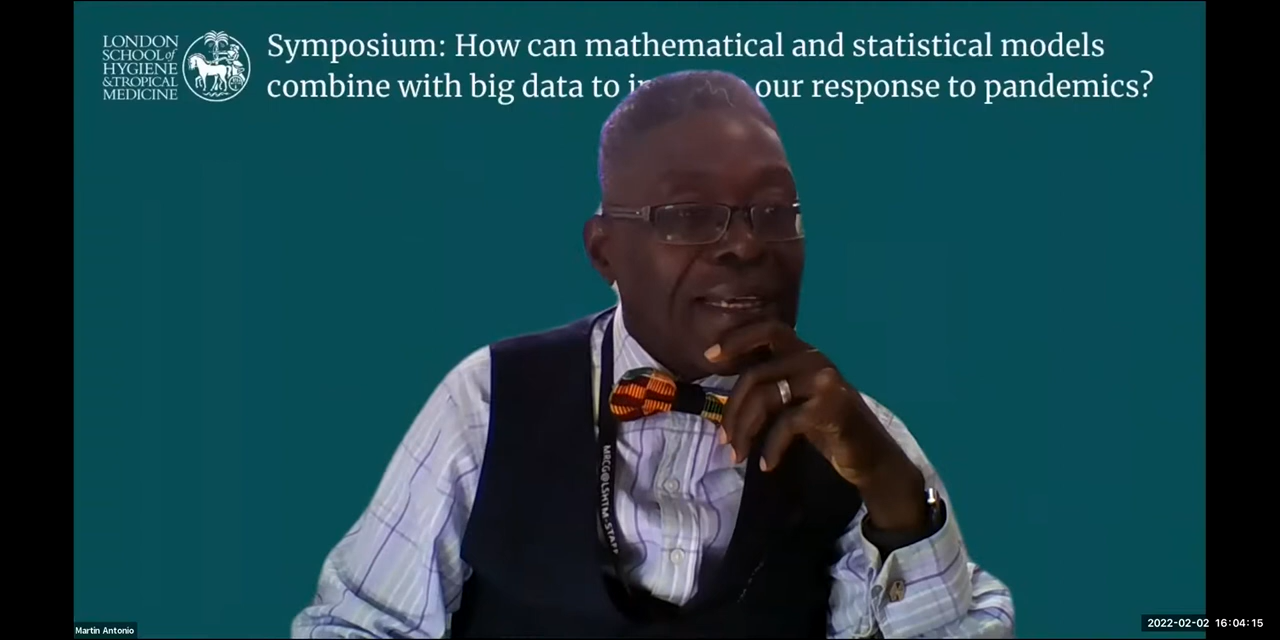 LONDON
SCHOOL of
HYGIENE
&TROPICAL
MEDICINE
Symposium: How can mathematical and statistical models
combine with big data to our response to pandemics?
MRCG@LSHTM-STAFF
Martin Antonio
2022-02-02 16:04:15